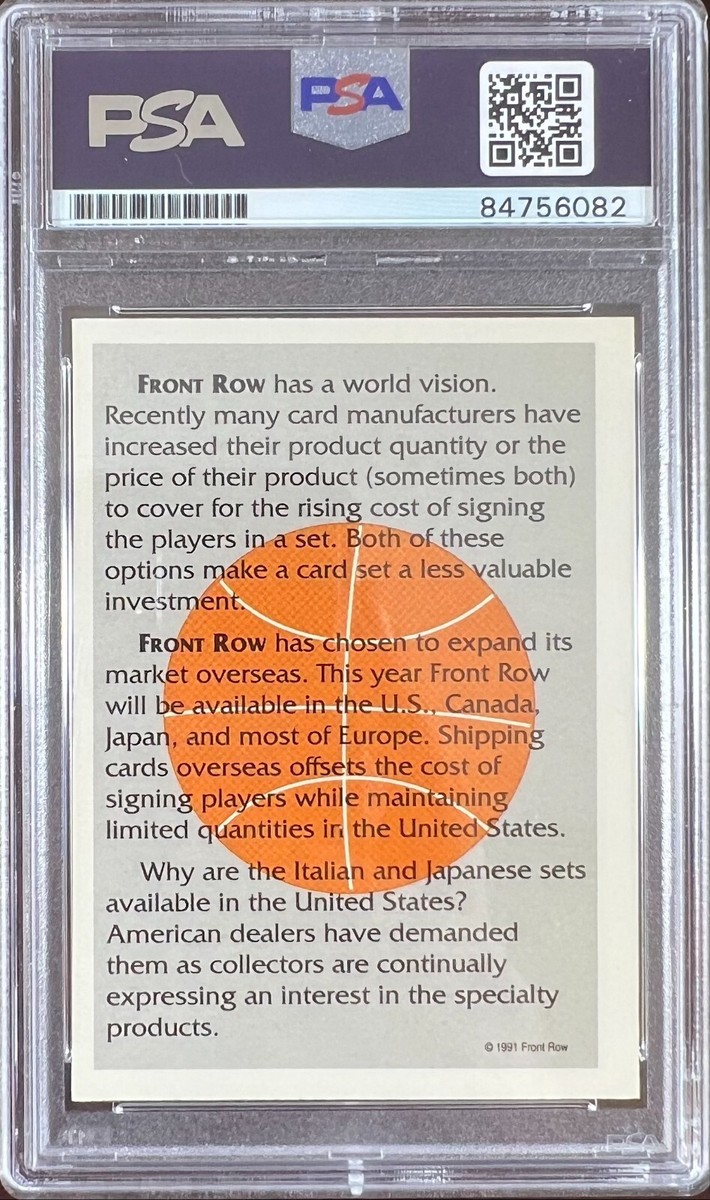 PSA
PSA
84756082
FRONT ROW has a world vision.
Recently many card manufacturers have
increased their product quantity or the
price of their product (sometimes both)
to cover for the rising cost of signing
the players in a set. Both of these
options make a card set a less valuable
investment.
FRONT ROW has chosen to expand its
market overseas. This year Front Row
will be available in the U.S., Canada,
Japan, and most of Europe. Shipping
cards overseas offsets the cost of
signing players while maintaining
limited quantities in the United States.
Why are the Italian and Japanese sets
available in the United States?
American dealers have demanded
them as collectors are continually
expressing an interest in the specialty
products.
© 1991 Front Row
PSA